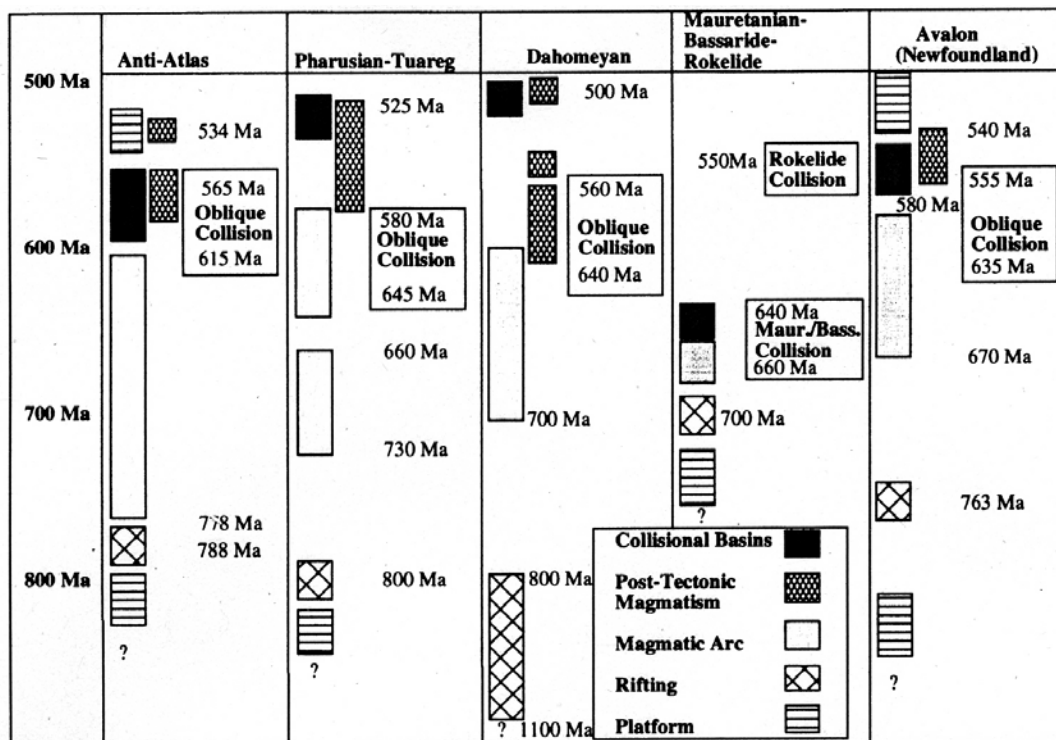 Anti-Atlas
Pharusian-Tuareg
Dahomeyan
Mauretanian-
Bassaride-
Rokelide
Avalon
(Newfoundland)
500 Ma
600 Ma
700 Ma
800 Ma
534 Ma
565 Ma
Oblique
Collision
615 Ma
778 Ma
788 Ma
?
525 Ma
580 Ma
Oblique
Collision
645 Ma
660 Ma
730 Ma
800 Ma
?
500 Ma
560 Ma
Oblique
Collision
640 Ma
700 Ma
800 Ma
? 1100 Ma
550Ma
Rokelide
Collision
640 Ma
Maur./Bass.
Collision
660 Ma
700 Ma
?
540 Ma
555 Ma
580 Ma
Oblique
Collision
635 Ma
670 Ma
763 Ma
?
Collisional Basins
Post-Tectonic
Magmatism
Magmatic Arc
Rifting
Platform